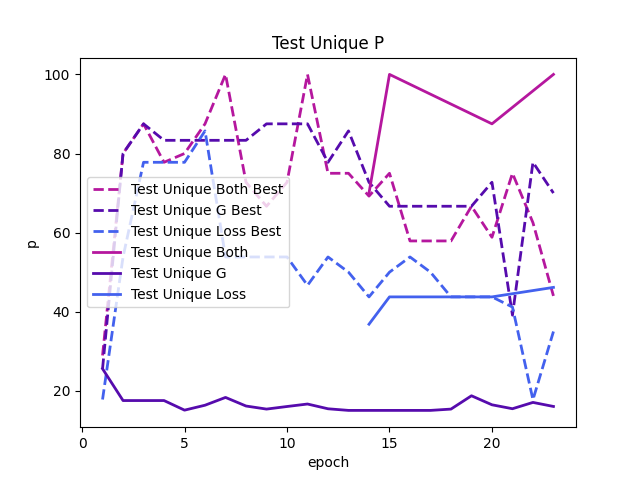 Test Unique P
100
80
60
40
20
p
Test Unique Both Best
Test Unique G Best
Test Unique Loss Best
Test Unique Both
Test Unique G
Test Unique Loss
0 5 10 15 20
epoch